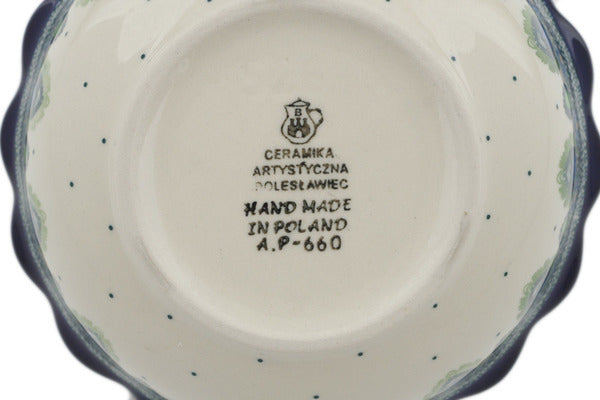 B
CERAMIKA
ARTYSTYCZNA
BOLESŁAWIEC
HAND MADE
IN POLAND
A.P-660